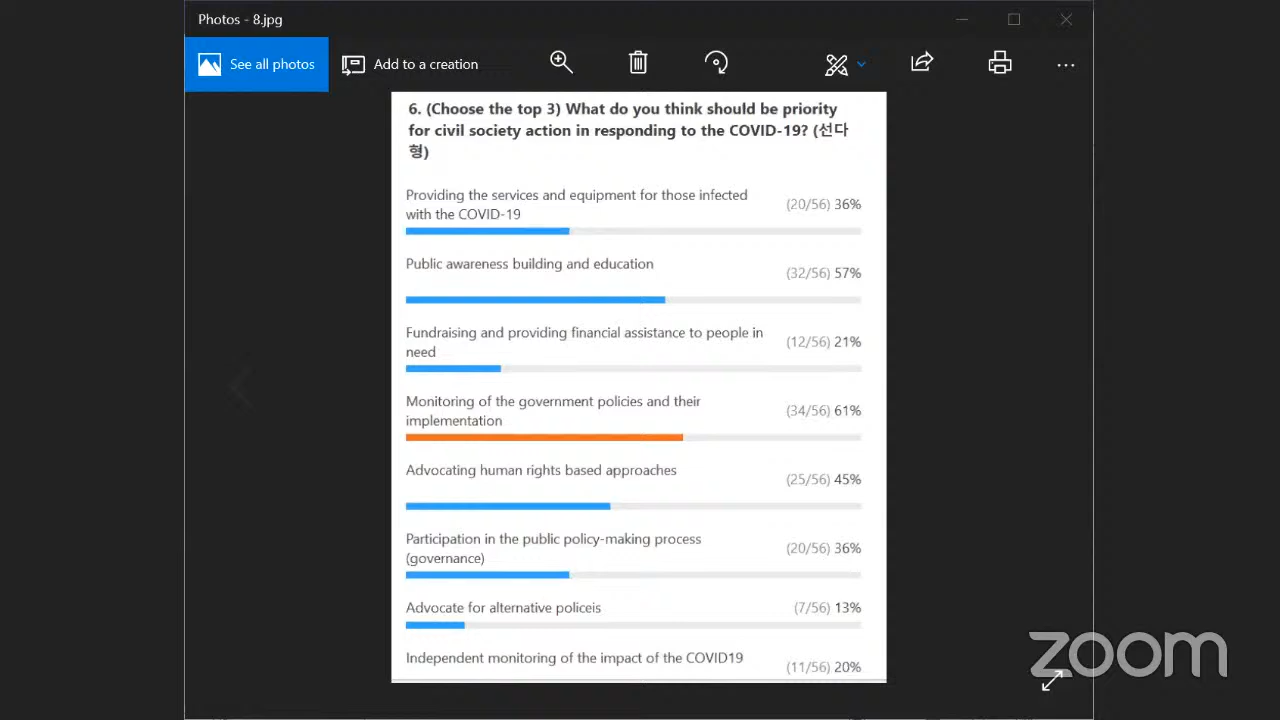 Photos - 8.jpg
See all photos
Add to a creation
6. (Choose the top 3) What do you think should be priority
for civil society action in responding to the COVID-19? (선다
형)
Providing the services and equipment for those infected
with the COVID-19
(20/56) 36%
Public awareness building and education
(32/56) 57%
Fundraising and providing financial assistance to people in
need
(12/56) 21%
Monitoring of the government policies and their
implementation
(34/56) 61%
Advocating human rights based approaches
(25/56) 45%
Participation in the public policy-making process
(governance)
(20/56) 36%
Advocate for alternative policeis
(7/56) 13%
Independent monitoring of the impact of the COVID19
(11/56) 20%
zoom